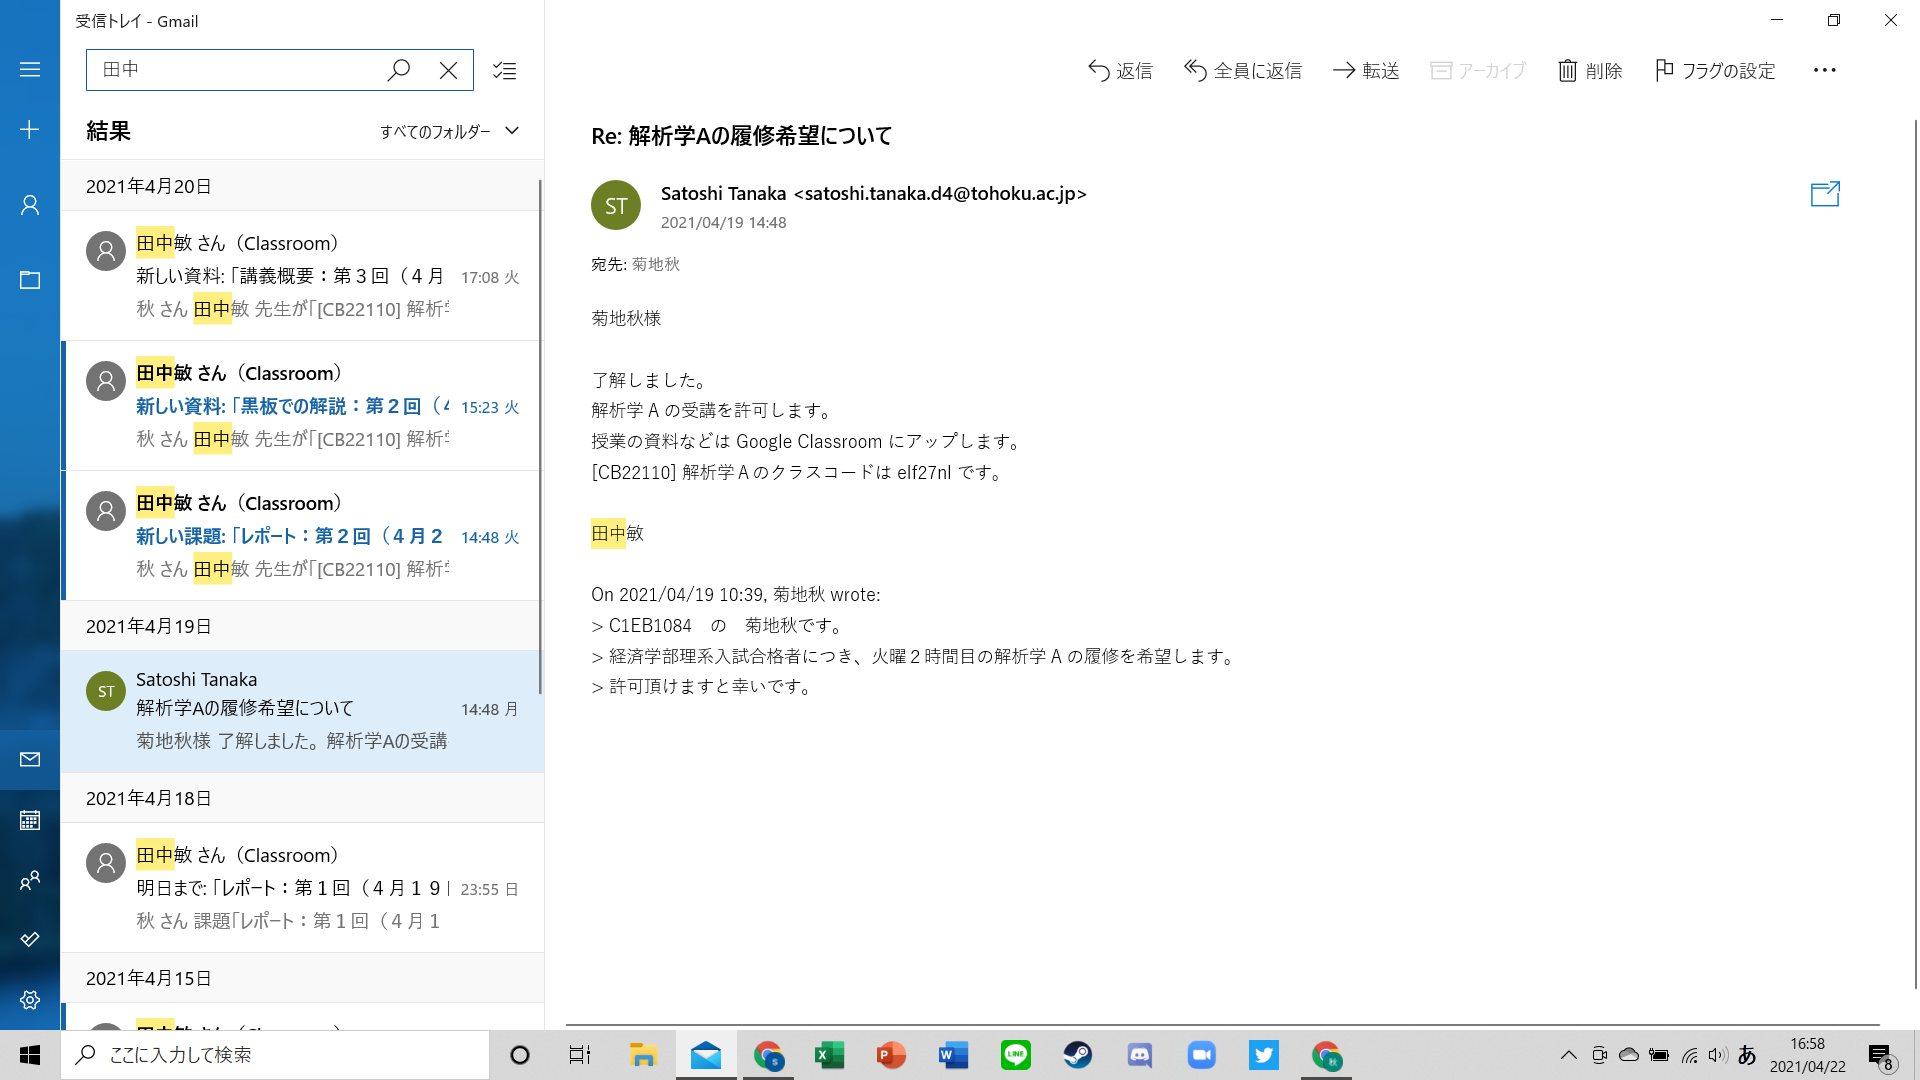 受信トレイ - Gmail
田中
返信
全員に返信
転送
アーカイブ
削除
フラグの設定
結果
すべてのフォルダー
2021年4月20日
田中敏 さん（Classroom）
新しい資料: 「講義概要：第３回（４月
17:08 火
秋 さん 田中敏 先生が「[CB22110] 解析
田中敏 さん（Classroom）
新しい資料: 「黒板での解説：第２回（
15:23 火
秋 さん 田中敏 先生が「[CB22110] 解析
田中敏 さん（Classroom）
新しい課題: 「レポート：第２回（４月２
14:48 火
秋 さん 田中敏 先生が「[CB22110] 解析
2021年4月19日
ST
Satoshi Tanaka
解析学Aの履修希望について
14:48 月
菊地秋様 了解しました。解析学Aの受講
2021年4月18日
田中敏 さん（Classroom）
明日まで: 「レポート：第１回（４月１９
23:55 日
秋 さん 課題「レポート：第１回（４月１
2021年4月15日
Re: 解析学Aの履修希望について
ST
Satoshi Tanaka <satoshi.tanaka.d4@tohoku.ac.jp>
2021/04/19 14:48
宛先: 菊地秋
菊地秋様
了解しました。
解析学Ａの受講を許可します。
授業の資料などは Google Classroom にアップします。
[CB22110] 解析学Ａのクラスコードは elf27nl です。
田中敏
On 2021/04/19 10:39, 菊地秋 wrote:
> C1EB1084　の　菊地秋です。
> 経済学部理系入試合格者につき、火曜２時間目の解析学Ａの履修を希望します。
> 許可頂けますと幸いです。
ここに入力して検索
S
X
P
W
LINE
秋
あ
16:58
2021/04/22
8